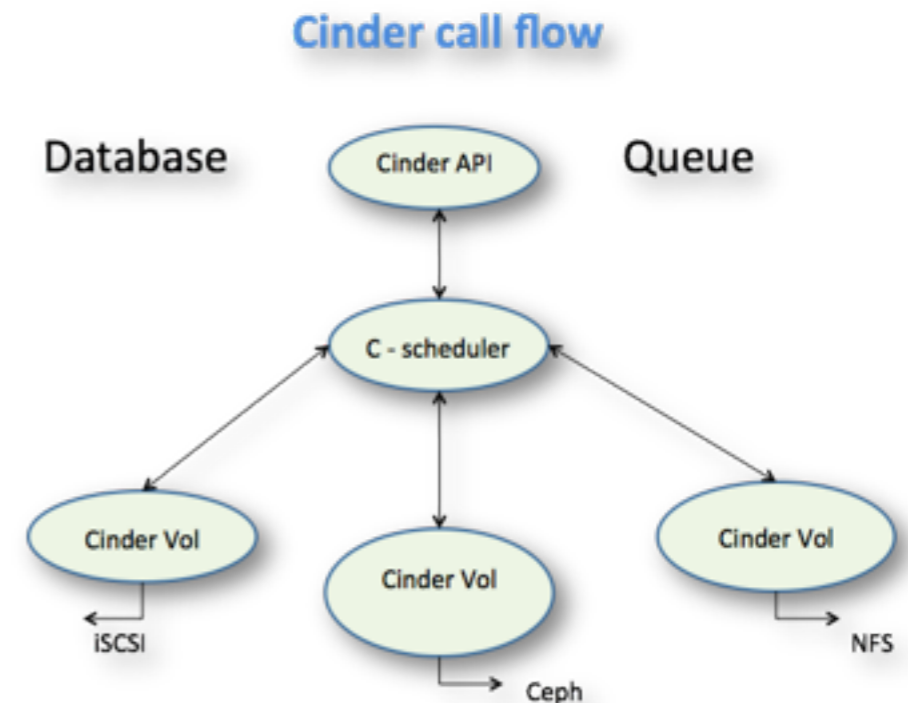 Cinder call flow
Database
Cinder API
Queue
C - scheduler
Cinder Vol
Cinder Vol
Cinder Vol
iSCSI
NFS
Ceph